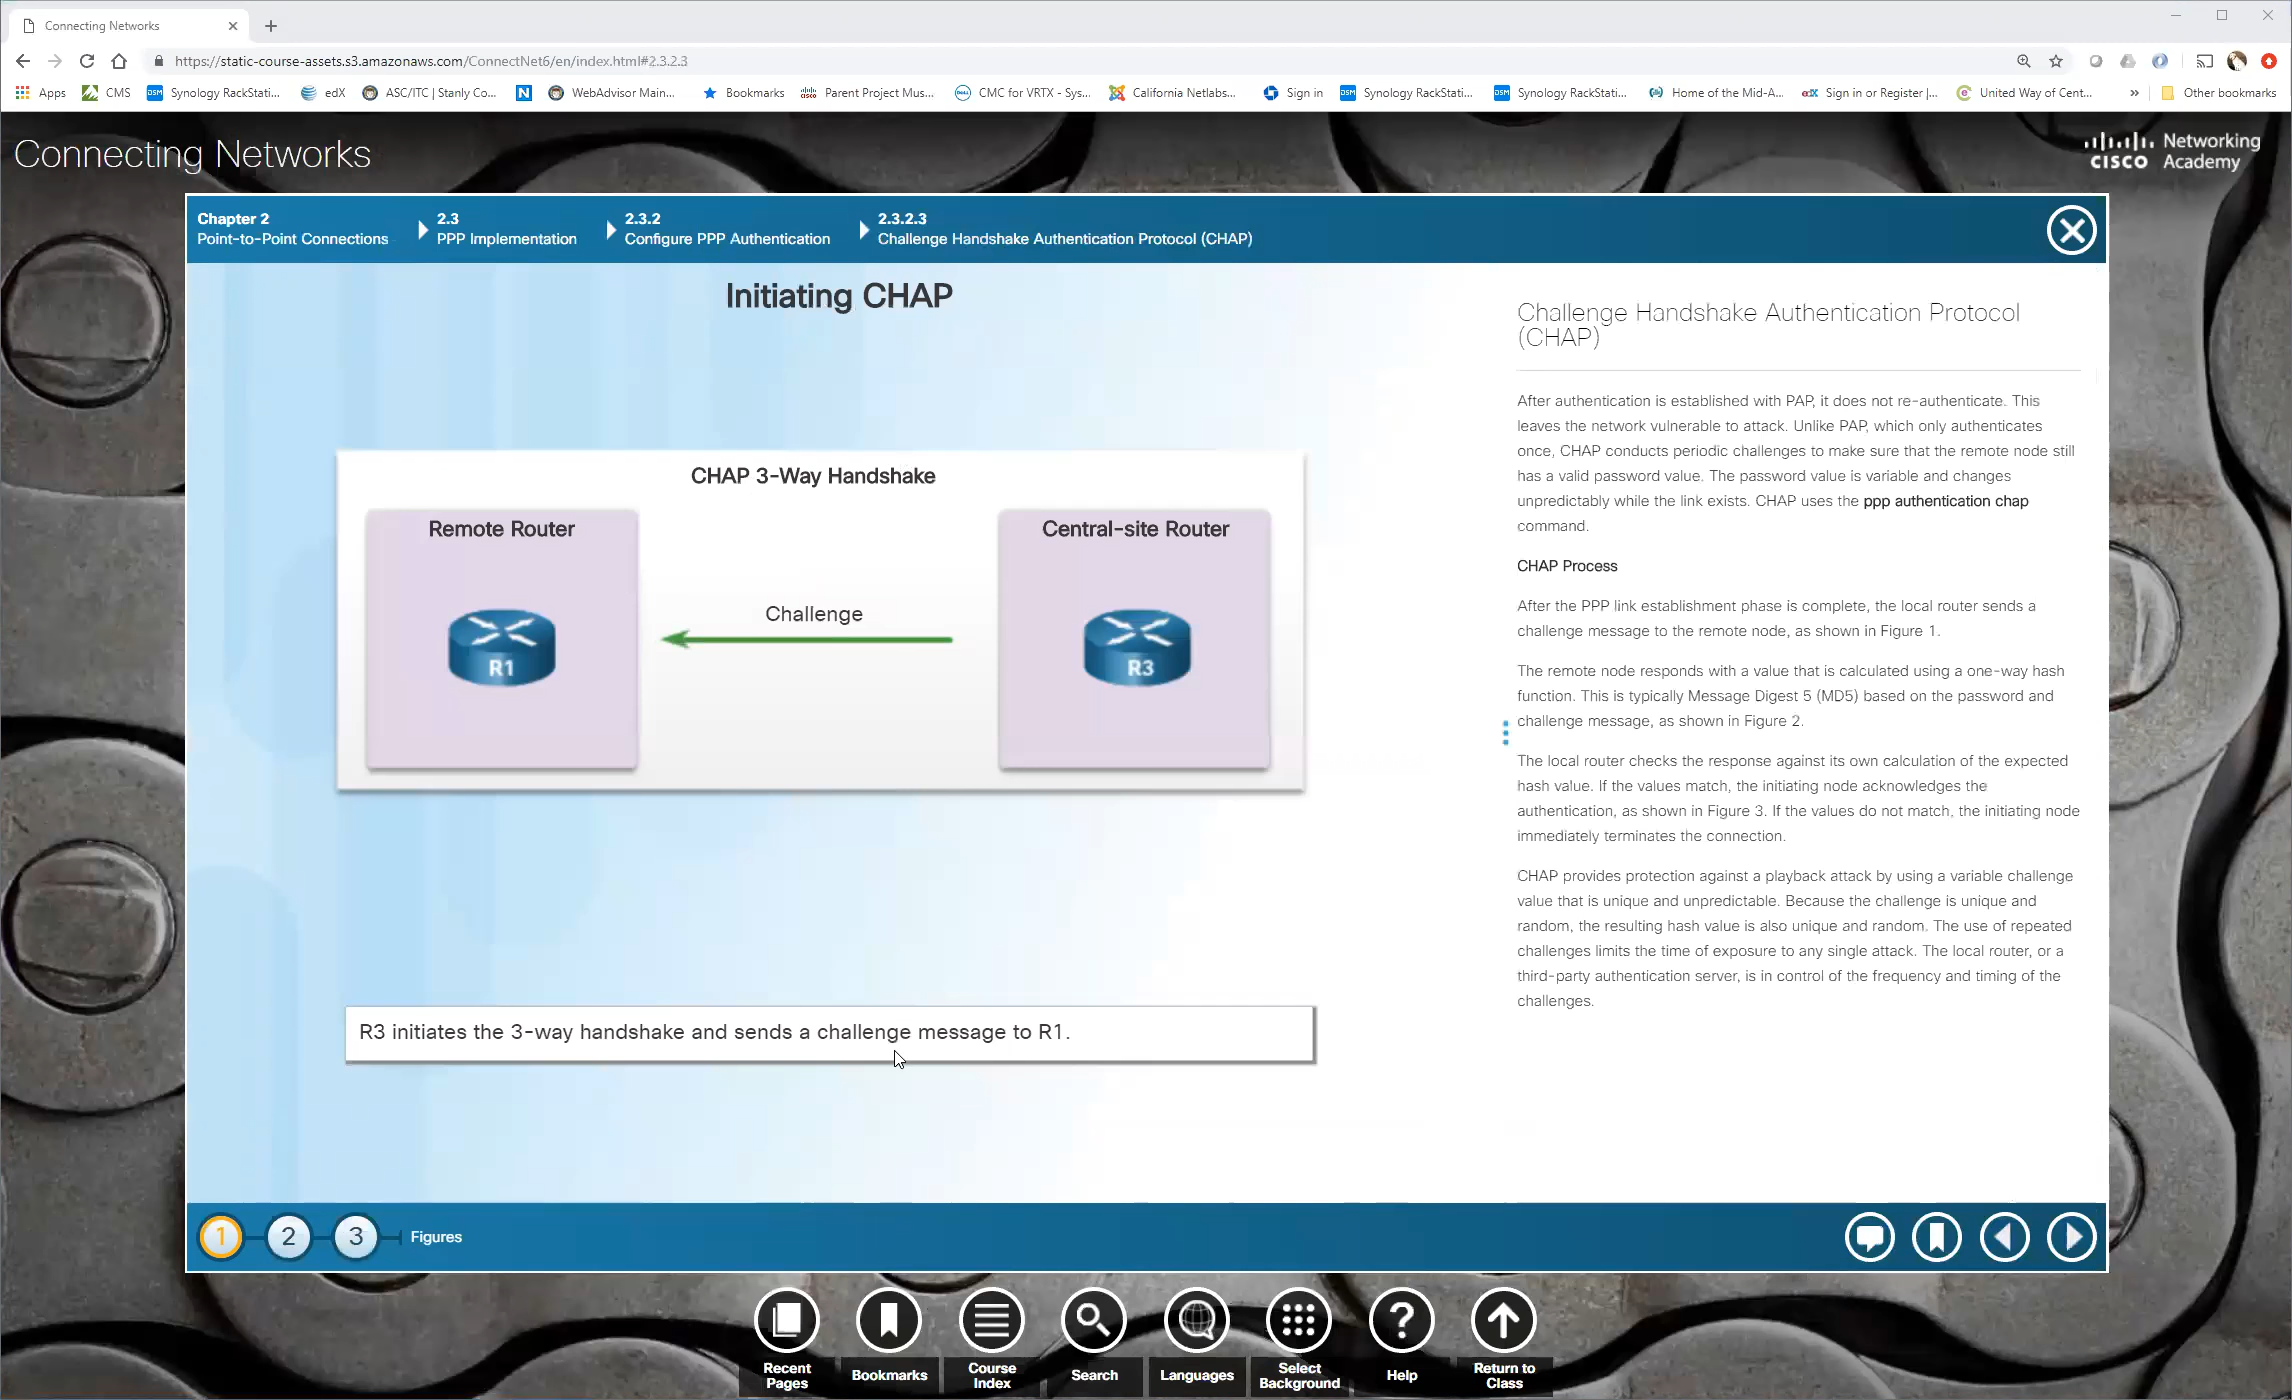 Connecting Networks
https://static-course-assets.s3.amazonaws.com/ConnectNet6/en/index.html#2.3.2.3
Apps
CMS
DSM
Synology RackStati...
edX
ASC/ITC | Stanly Co...
N
WebAdvisor Main...
Bookmarks
Parent Project Mus...
CMC for VRTX - Sys...
California Netlabs...
Sign in
DSM
Synology RackStati...
DSM
Synology RackStati...
Home of the Mid-A...
edX
Sign in or Register |...
United Way of Cent...
»
Other bookmarks
Connecting Networks
CISCO
Networking
Academy
Chapter 2
Point-to-Point Connections
2.3
PPP Implementation
2.3.2
Configure PPP Authentication
2.3.2.3
Challenge Handshake Authentication Protocol (CHAP)
Initiating CHAP
CHAP 3-Way Handshake
Remote Router
Central-site Router
Challenge
R1
R3
R3 initiates the 3-way handshake and sends a challenge message to R1.
Challenge Handshake Authentication Protocol
(CHAP)
After authentication is established with PAP, it does not re-authenticate. This
leaves the network vulnerable to attack. Unlike PAP, which only authenticates
once, CHAP conducts periodic challenges to make sure that the remote node still
has a valid password value. The password value is variable and changes
unpredictably while the link exists. CHAP uses the ppp authentication chap
command.
CHAP Process
After the PPP link establishment phase is complete, the local router sends a
challenge message to the remote node, as shown in Figure 1.
The remote node responds with a value that is calculated using a one-way hash
function. This is typically Message Digest 5 (MD5) based on the password and
challenge message, as shown in Figure 2.
The local router checks the response against its own calculation of the expected
hash value. If the values match, the initiating node acknowledges the
authentication, as shown in Figure 3. If the values do not match, the initiating node
immediately terminates the connection.
CHAP provides protection against a playback attack by using a variable challenge
value that is unique and unpredictable. Because the challenge is unique and
random, the resulting hash value is also unique and random. The use of repeated
challenges limits the time of exposure to any single attack. The local router, or a
third-party authentication server, is in control of the frequency and timing of the
challenges.
1
2
3
Figures
Recent
Pages
Bookmarks
Course
Index
Search
Languages
Select
Background
?
Help
Return to
Class